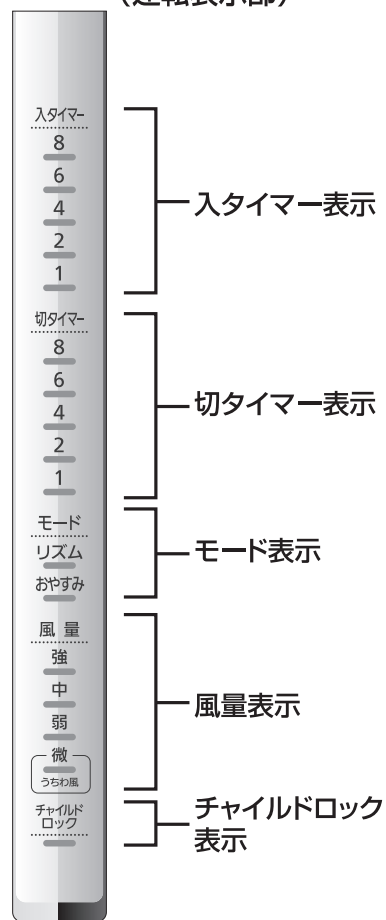 （運転表示部）
入タイマー
8
6
4
2
1
入タイマー表示
切タイマー
8
6
4
2
1
切タイマー表示
モード
リズム
おやすみ
モード表示
風 量
強
中
弱
微
うちわ風
風量表示
チャイルド
ロック
チャイルドロック
表示